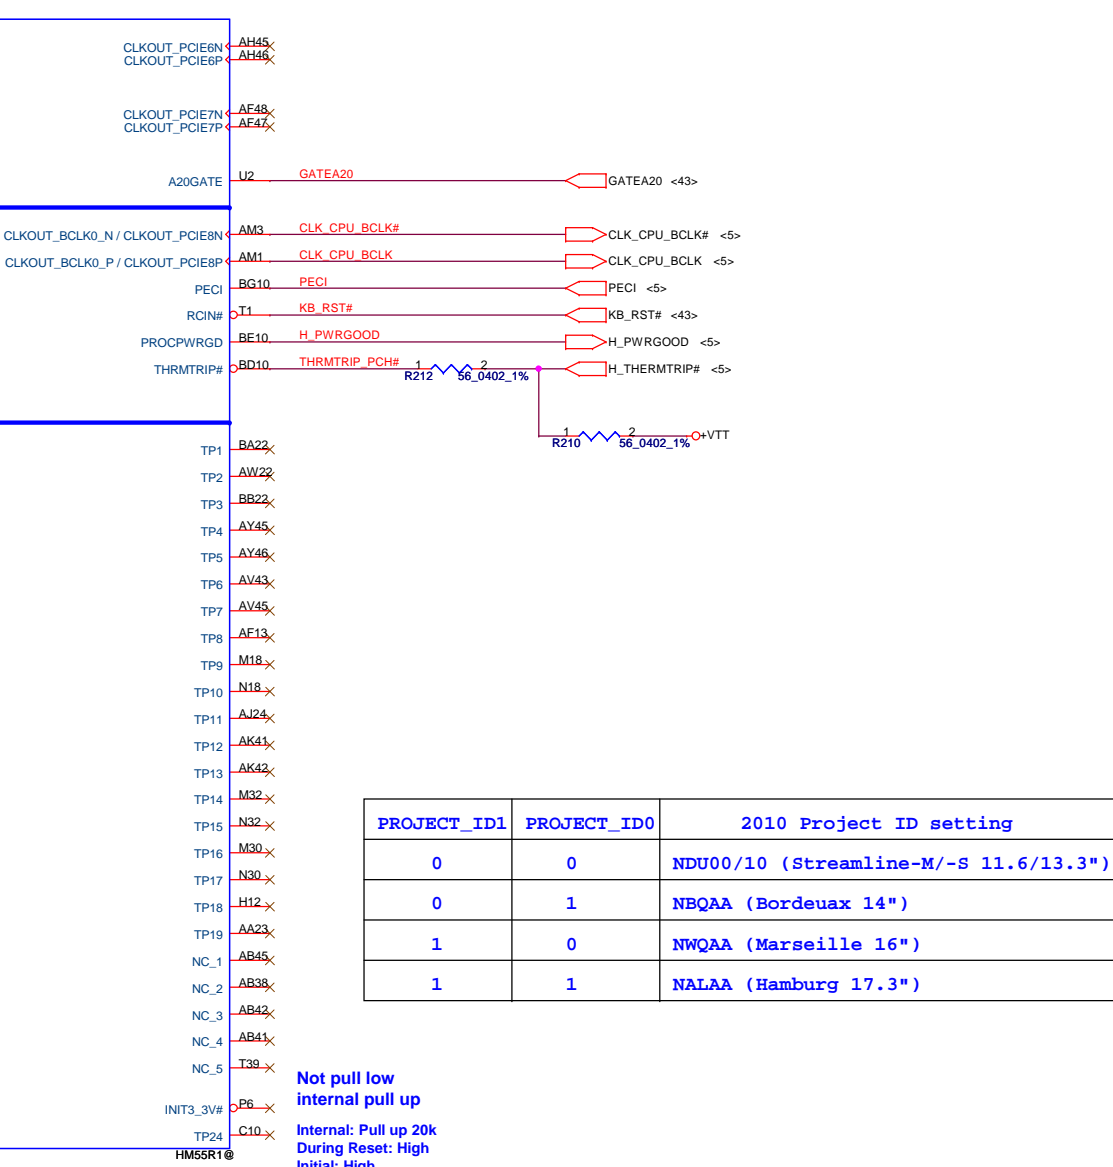 CLKOUT_PCIE6N AH45
CLKOUT_PCIE6P AH46
CLKOUT_PCIE7N AF48
CLKOUT_PCIE7P AF47
A20GATE U2 GATEA20 GATEA20 <43>
CLKOUT_BCLK0_N / CLKOUT_PCIE8N AM3 CLK_CPU_BCLK# CLK_CPU_BCLK# <5>
CLKOUT_BCLK0_P / CLKOUT_PCIE8P AM1 CLK_CPU_BCLK CLK_CPU_BCLK <5>
PECI BG10 PECI PECI <5>
RCIN# T1 KB_RST# KB_RST# <43>
PROCPWRGD BE10 H_PWRGOOD H_PWRGOOD <5>
THRMTRIP# BD10 THRMTRIP_PCH# 1 2 H_THERMTRIP# <5>
R212 56_0402_1%
1 2 +VTT
R210 56_0402_1%
TP1 BA22
TP2 AW22
TP3 BB22
TP4 AY45
TP5 AY46
TP6 AV43
TP7 AV45
TP8 AF13
TP9 M18
TP10 N18
TP11 AJ24
TP12 AK41
TP13 AK42
TP14 M32
TP15 N32
TP16 M30
TP17 N30
TP18 H12
TP19 AA23
NC_1 AB45
NC_2 AB38
NC_3 AB42
NC_4 AB41
NC_5 T39
INIT3_3V# P6
TP24 C10
HM55R1@
PROJECT_ID1 PROJECT_ID0 2010 Project ID setting
0 0 NDU00/10 (Streamline-M/-S 11.6/13.3")
0 1 NBQAA (Bordeuax 14")
1 0 NWQAA (Marseille 16")
1 1 NALAA (Hamburg 17.3")
Not pull low
internal pull up
Internal: Pull up 20k
During Reset: High
Initial: High